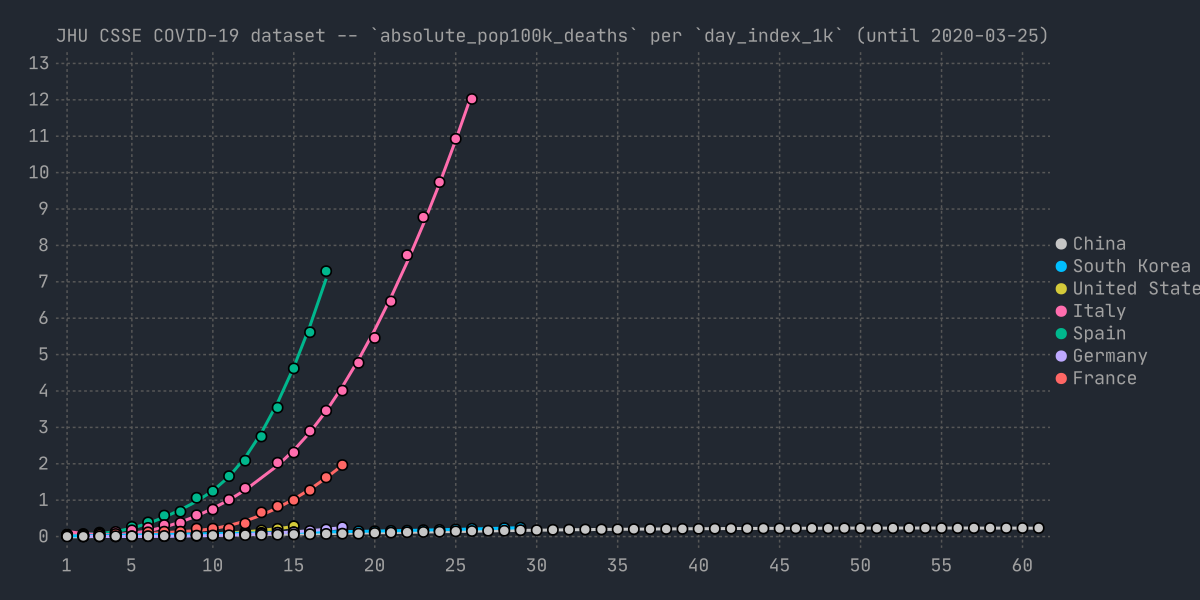 JHU CSSE COVID-19 dataset -- `absolute_pop100k_deaths` per `day_index_1k` (until 2020-03-25)
13
12
11
10
9
8
7
6
5
4
3
2
1
0
1 5 10 15 20 25 30 35 40 45 50 55 60
China
South Korea
United State
Italy
Spain
Germany
France